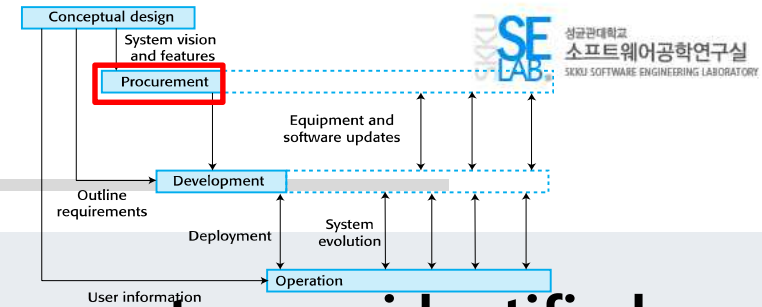 Conceptual design
System vision
and features
SKKU
SE
LAB.
성균관대학교
소프트웨어공학연구실
SKKU SOFTWARE ENGINEERING LABORATORY
Procurement
Equipment and
software updates
Development
Outline
requirements
Deployment
System
evolution
Operation
User information